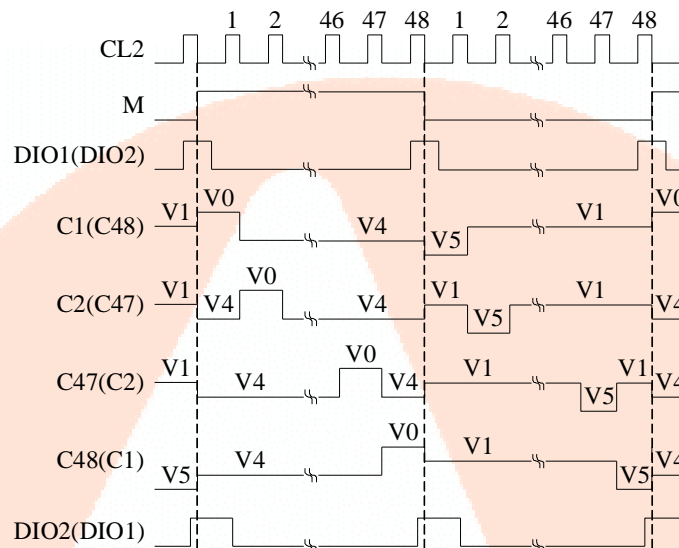 1 2 46 47 48 1 2 46 47 48
CL2
M
DIO1(DIO2)
V1 V0 V0
C1(C48) V4 V5 V1
V0
C2(C47) V1 V4 V4 V1 V5 V1 V4
V0
C47(C2) V1 V4 V4 V1 V5 V1 V4
V0
C48(C1) V5 V4 V1 V5 V4
DIO2(DIO1)